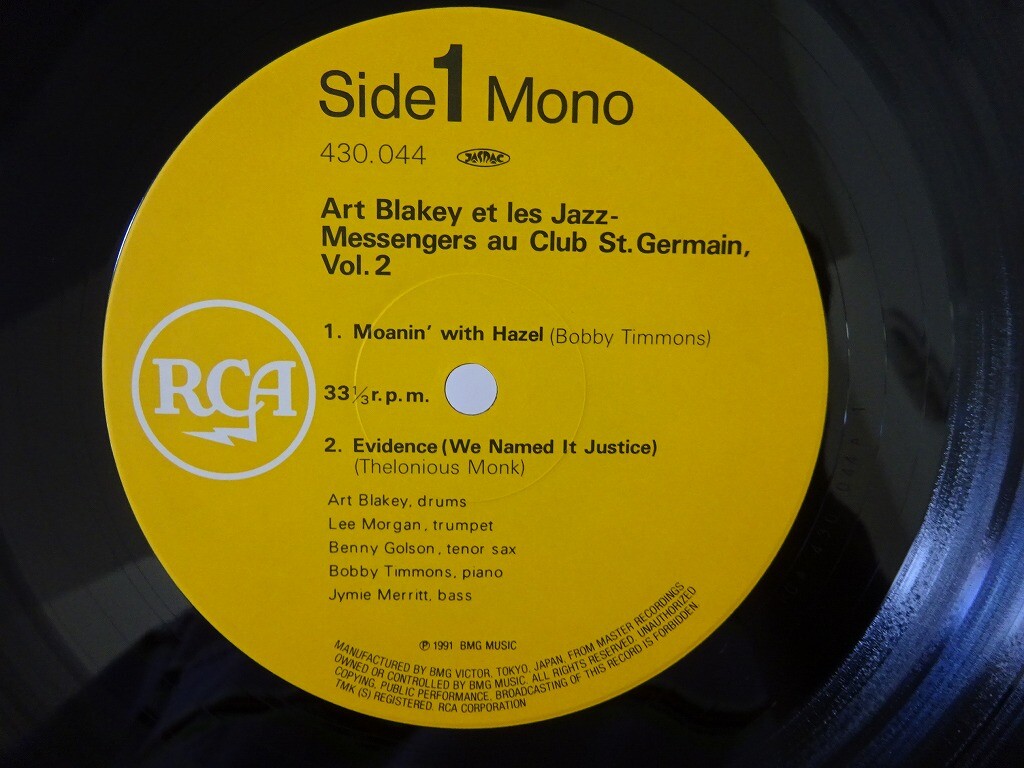 Side 1 Mono
430.044 JASRAC
Art Blakey et les Jazz-
Messengers au Club St. Germain,
Vol. 2
1. Moanin' with Hazel (Bobby Timmons)
RCA
33⅓ r.p.m.
2. Evidence (We Named It Justice)
(Thelonious Monk)
Art Blakey, drums
Lee Morgan, trumpet
Benny Golson, tenor sax
Bobby Timmons, piano
Jymie Merritt, bass
℗ 1991 BMG MUSIC
MANUFACTURED BY BMG VICTOR, TOKYO, JAPAN, FROM MASTER RECORDINGS
OWNED OR CONTROLLED BY BMG MUSIC. ALL RIGHTS RESERVED. UNAUTHORIZED
COPYING, PUBLIC PERFORMANCE, BROADCASTING OF THIS RECORD IS FORBIDDEN.
TMK (S) REGISTERED. RCA CORPORATION